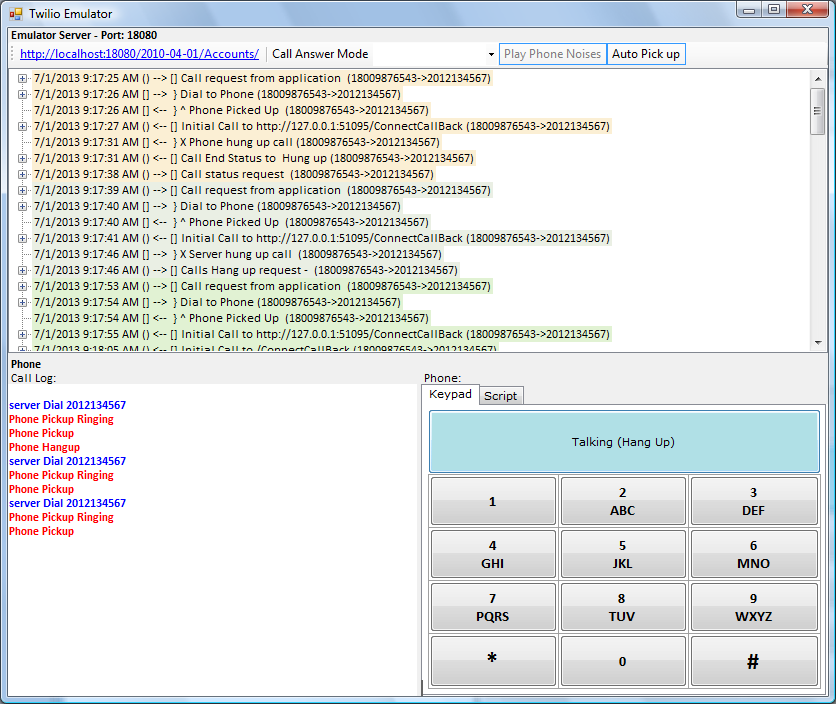 Twilio Emulator
Emulator Server - Port: 18080
http://localhost:18080/2010-04-01/Accounts/ Call Answer Mode Play Phone Noises Auto Pick up
7/1/2013 9:17:25 AM () --> [] Call request from application (18009876543->2012134567)
7/1/2013 9:17:26 AM [] --> } Dial to Phone (18009876543->2012134567)
7/1/2013 9:17:26 AM [] <-- } ^ Phone Picked Up (18009876543->2012134567)
7/1/2013 9:17:27 AM () <-- [] Initial Call to http://127.0.0.1:51095/ConnectCallBack (18009876543->2012134567)
7/1/2013 9:17:31 AM [] <-- } X Phone hung up call (18009876543->2012134567)
7/1/2013 9:17:31 AM () <-- [] Call End Status to Hung up (18009876543->2012134567)
7/1/2013 9:17:38 AM () --> [] Call status request (18009876543->2012134567)
7/1/2013 9:17:39 AM () --> [] Call request from application (18009876543->2012134567)
7/1/2013 9:17:40 AM [] --> } Dial to Phone (18009876543->2012134567)
7/1/2013 9:17:40 AM [] <-- } ^ Phone Picked Up (18009876543->2012134567)
7/1/2013 9:17:41 AM () <-- [] Initial Call to http://127.0.0.1:51095/ConnectCallBack (18009876543->2012134567)
7/1/2013 9:17:46 AM [] --> } X Server hung up call (18009876543->2012134567)
7/1/2013 9:17:46 AM () --> [] Calls Hang up request - (18009876543->2012134567)
7/1/2013 9:17:53 AM () --> [] Call request from application (18009876543->2012134567)
7/1/2013 9:17:54 AM [] --> } Dial to Phone (18009876543->2012134567)
7/1/2013 9:17:54 AM [] <-- } ^ Phone Picked Up (18009876543->2012134567)
7/1/2013 9:17:55 AM () <-- [] Initial Call to http://127.0.0.1:51095/ConnectCallBack (18009876543->2012134567)
7/1/2013 9:18:05 AM () <-- [] Initial Call to /ConnectCallBack (18009876543->2012134567)
Phone
Call Log:
server Dial 2012134567
Phone Pickup Ringing
Phone Pickup
Phone Hangup
server Dial 2012134567
Phone Pickup Ringing
Phone Pickup
server Dial 2012134567
Phone Pickup Ringing
Phone Pickup
Phone:
Keypad Script
Talking (Hang Up)
1
2
ABC
3
DEF
4
GHI
5
JKL
6
MNO
7
PQRS
8
TUV
9
WXYZ
*
0
#